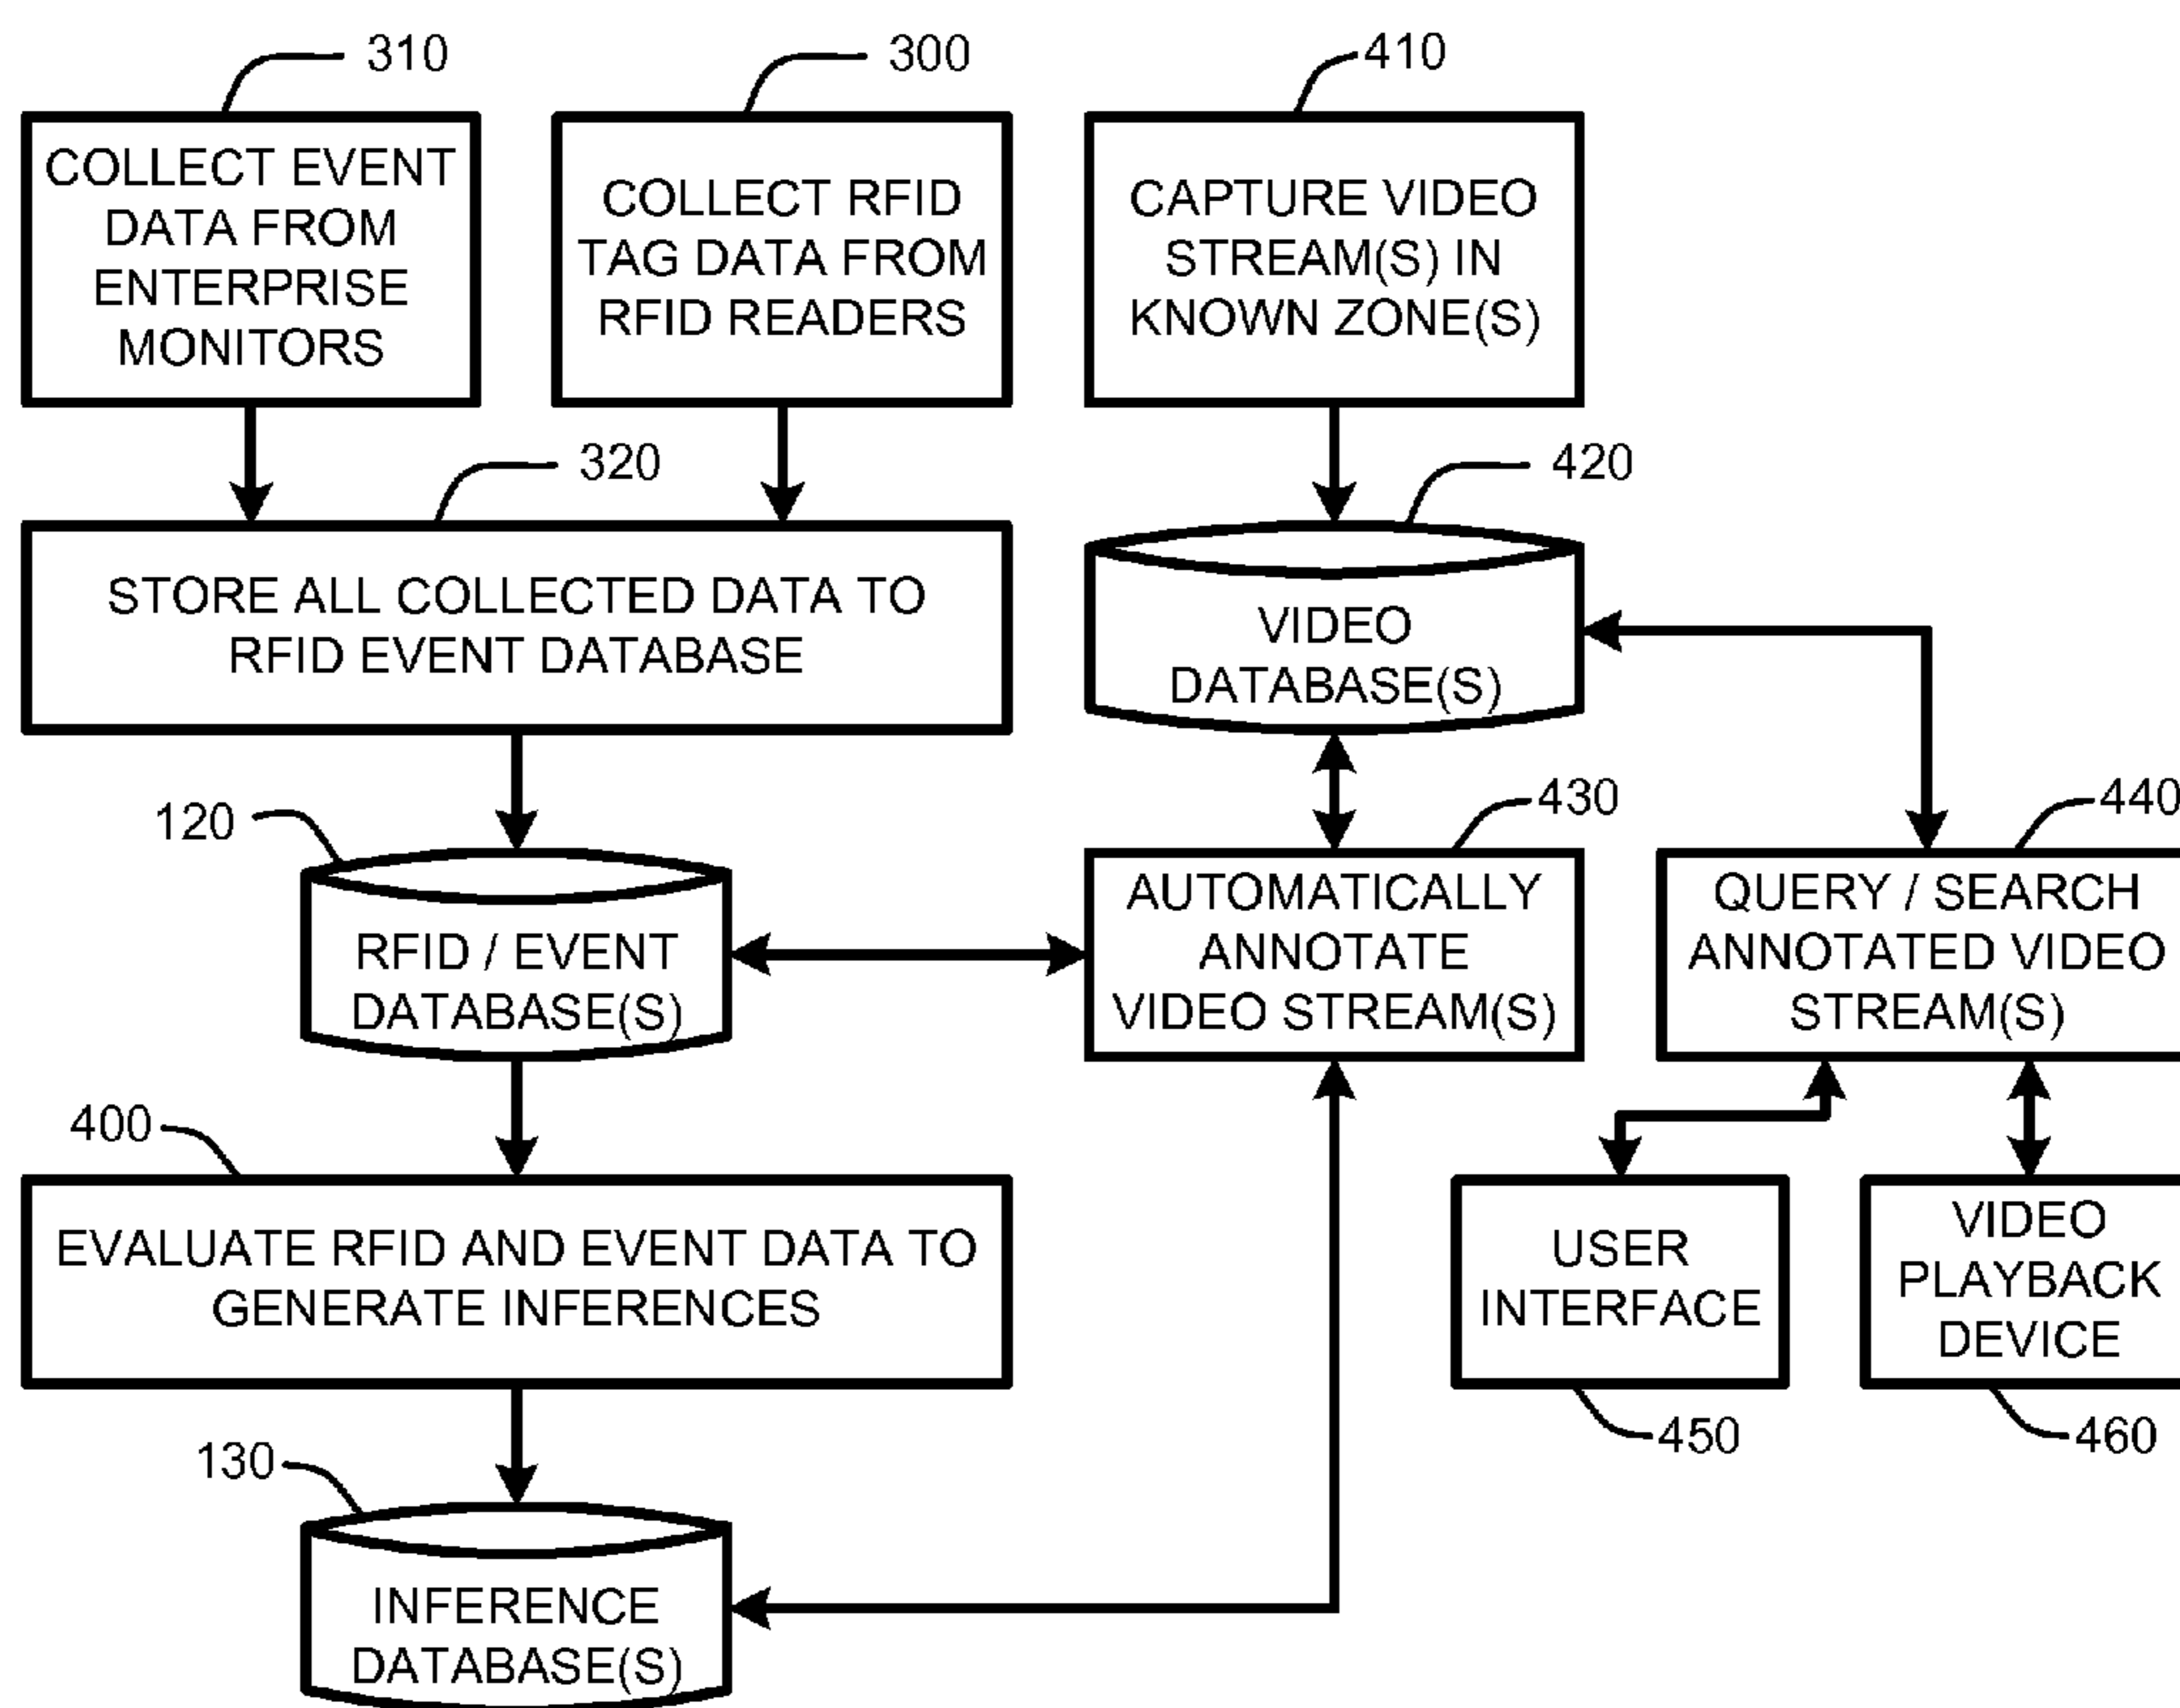 310
300
410
COLLECT EVENT
DATA FROM
ENTERPRISE
MONITORS
COLLECT RFID
TAG DATA FROM
RFID READERS
CAPTURE VIDEO
STREAM(S) IN
KNOWN ZONE(S)
320
420
STORE ALL COLLECTED DATA TO
RFID EVENT DATABASE
VIDEO
DATABASE(S)
120
430
440
RFID / EVENT
DATABASE(S)
AUTOMATICALLY
ANNOTATE
VIDEO STREAM(S)
QUERY / SEARCH
ANNOTATED VIDEO
STREAM(S)
400
EVALUATE RFID AND EVENT DATA TO
GENERATE INFERENCES
USER
INTERFACE
VIDEO
PLAYBACK
DEVICE
450
460
130
INFERENCE
DATABASE(S)